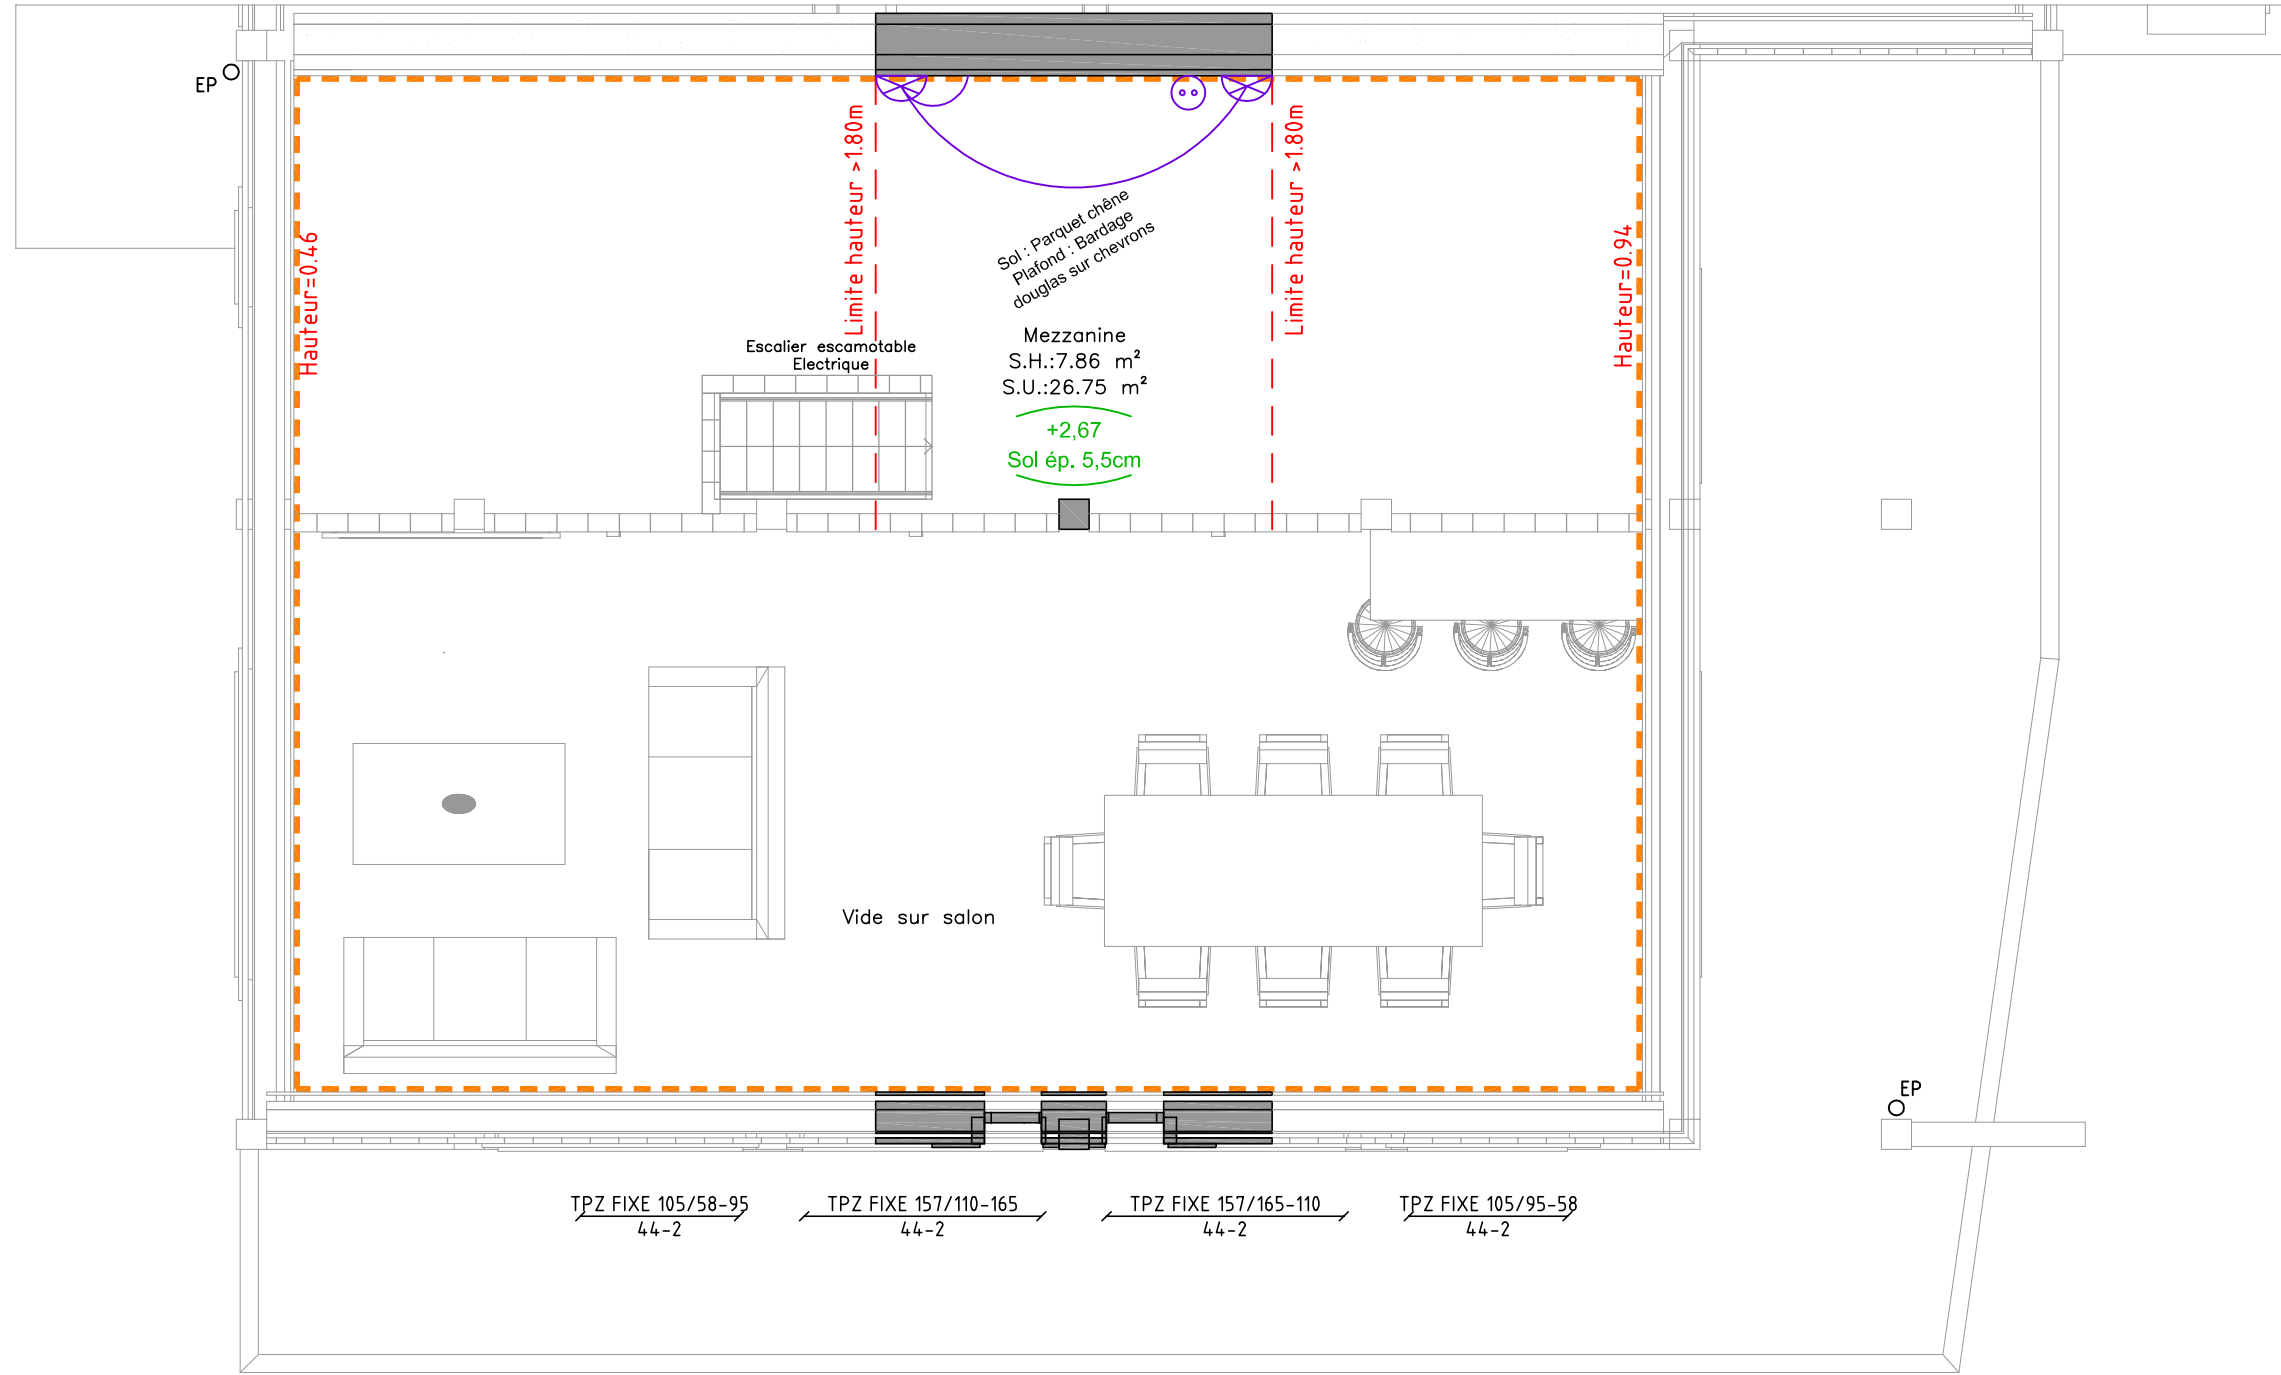 EP
Hauteur=0.46
Limite hauteur >1.80m
Limite hauteur >1.80m
Hauteur=0.94
Sol : Parquet chêne
Plafond : Bardage
douglas sur chevrons
Escalier escamotable
Electrique
Mezzanine
S.H.:7.86 m²
S.U.:26.75 m²
+2,67
Sol ép. 5,5cm
Vide sur salon
EP
TPZ FIXE 105/58-95
44-2
TPZ FIXE 157/110-165
44-2
TPZ FIXE 157/165-110
44-2
TPZ FIXE 105/95-58
44-2